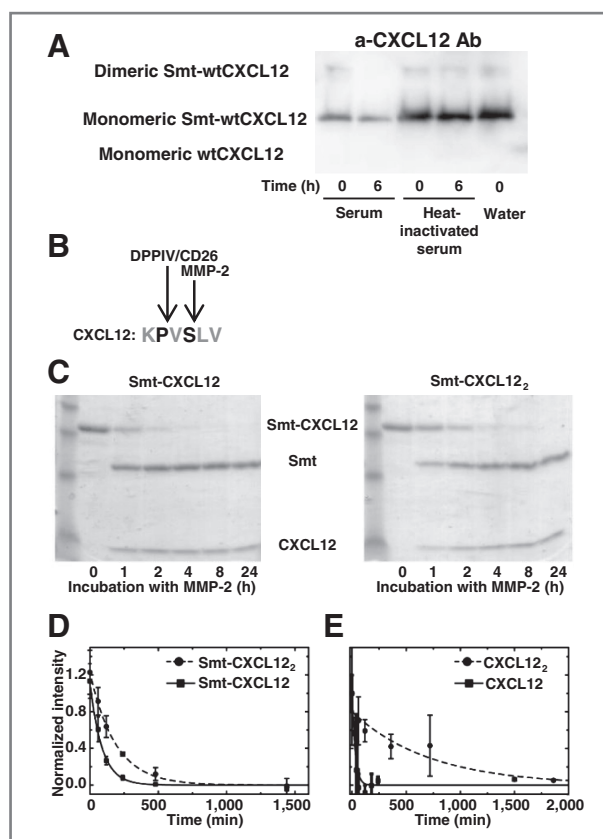 A
a-CXCL12 Ab
Dimeric Smt-wtCXCL12
Monomeric Smt-wtCXCL12
Monomeric wtCXCL12
Time (h) 0 6 0 6 0
Serum Heat-inactivated serum Water
B
DPPIV/CD26
MMP-2
CXCL12: KPVSLV
C
Smt-CXCL12 Smt-CXCL12₂
Smt-CXCL12
Smt
CXCL12
0 1 2 4 8 24 0 1 2 4 8 24
Incubation with MMP-2 (h) Incubation with MMP-2 (h)
D E
Normalized intensity
1.2
0.8
0.4
0.0
Smt-CXCL12₂ CXCL12₂
Smt-CXCL12 CXCL12
0 500 1,000 1,500 0 500 1,000 1,500 2,000
Time (min) Time (min)